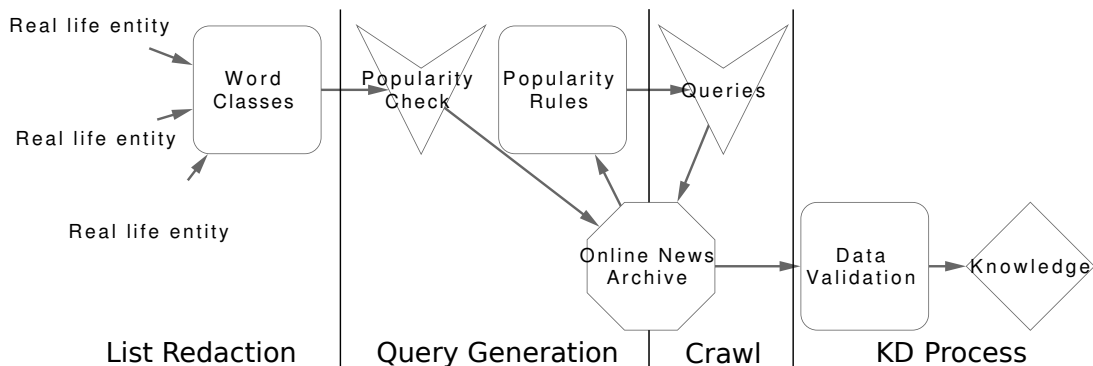 Real life entity
Real life entity
Real life entity
Word
Classes
Popularity
Check
Popularity
Rules
Queries
Online News
Archive
Data
Validation
Knowledge
List Redaction
Query Generation
Crawl
KD Process